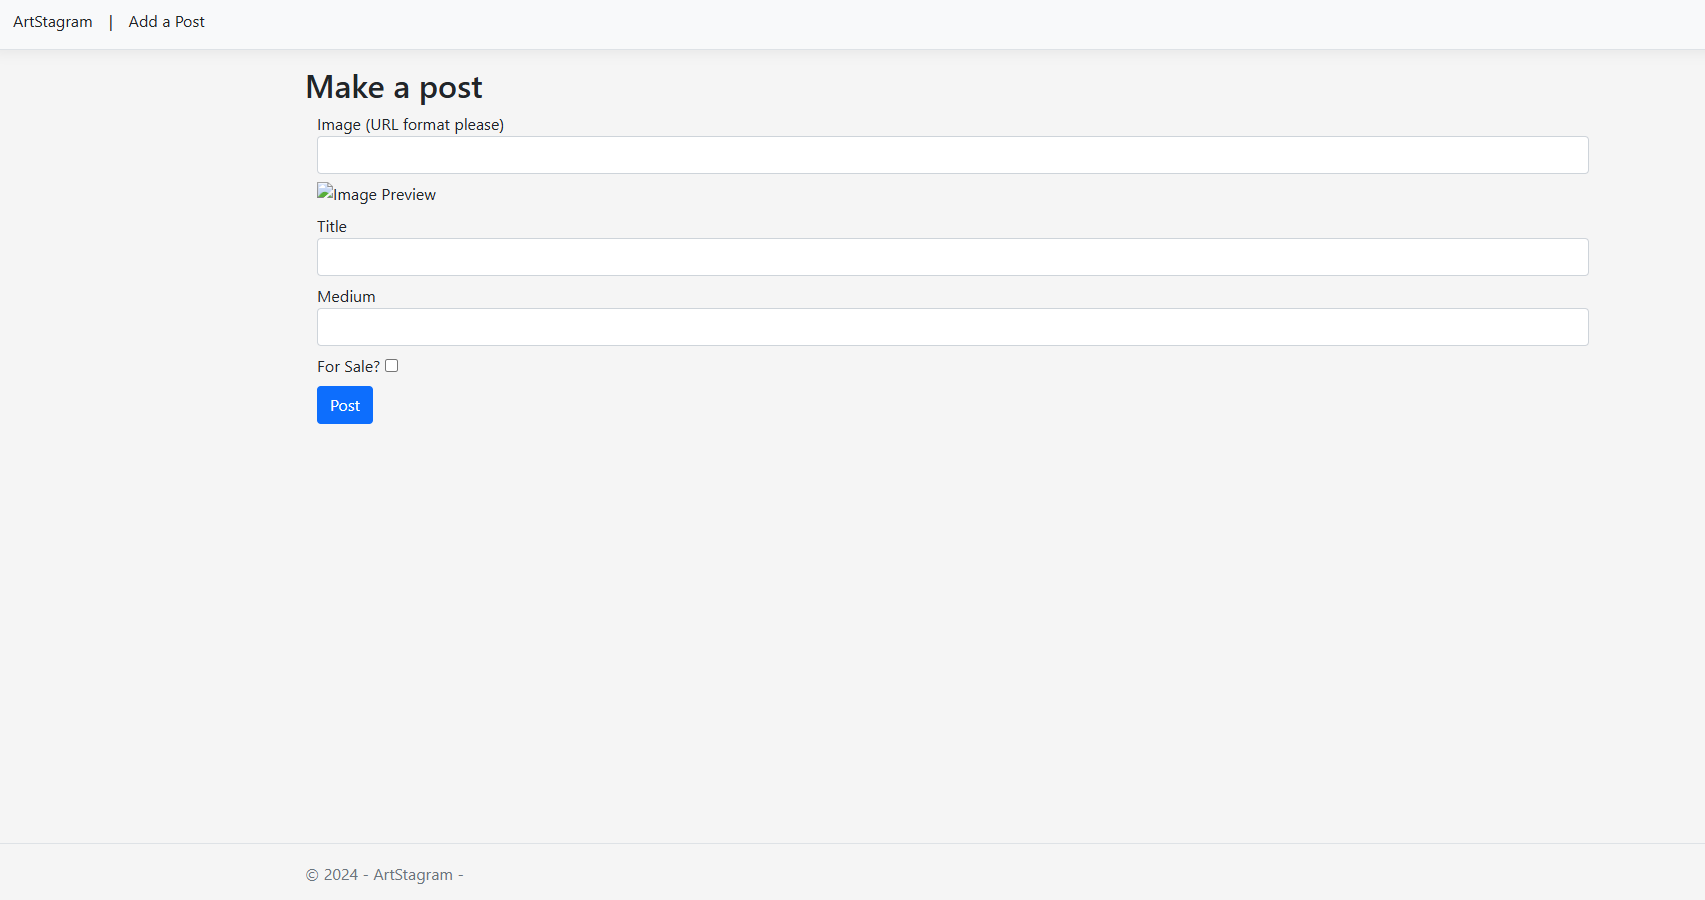 ArtStagram | Add a Post
Make a post
Image (URL format please)
Image Preview
Title
Medium
For Sale?
Post
© 2024 - ArtStagram -